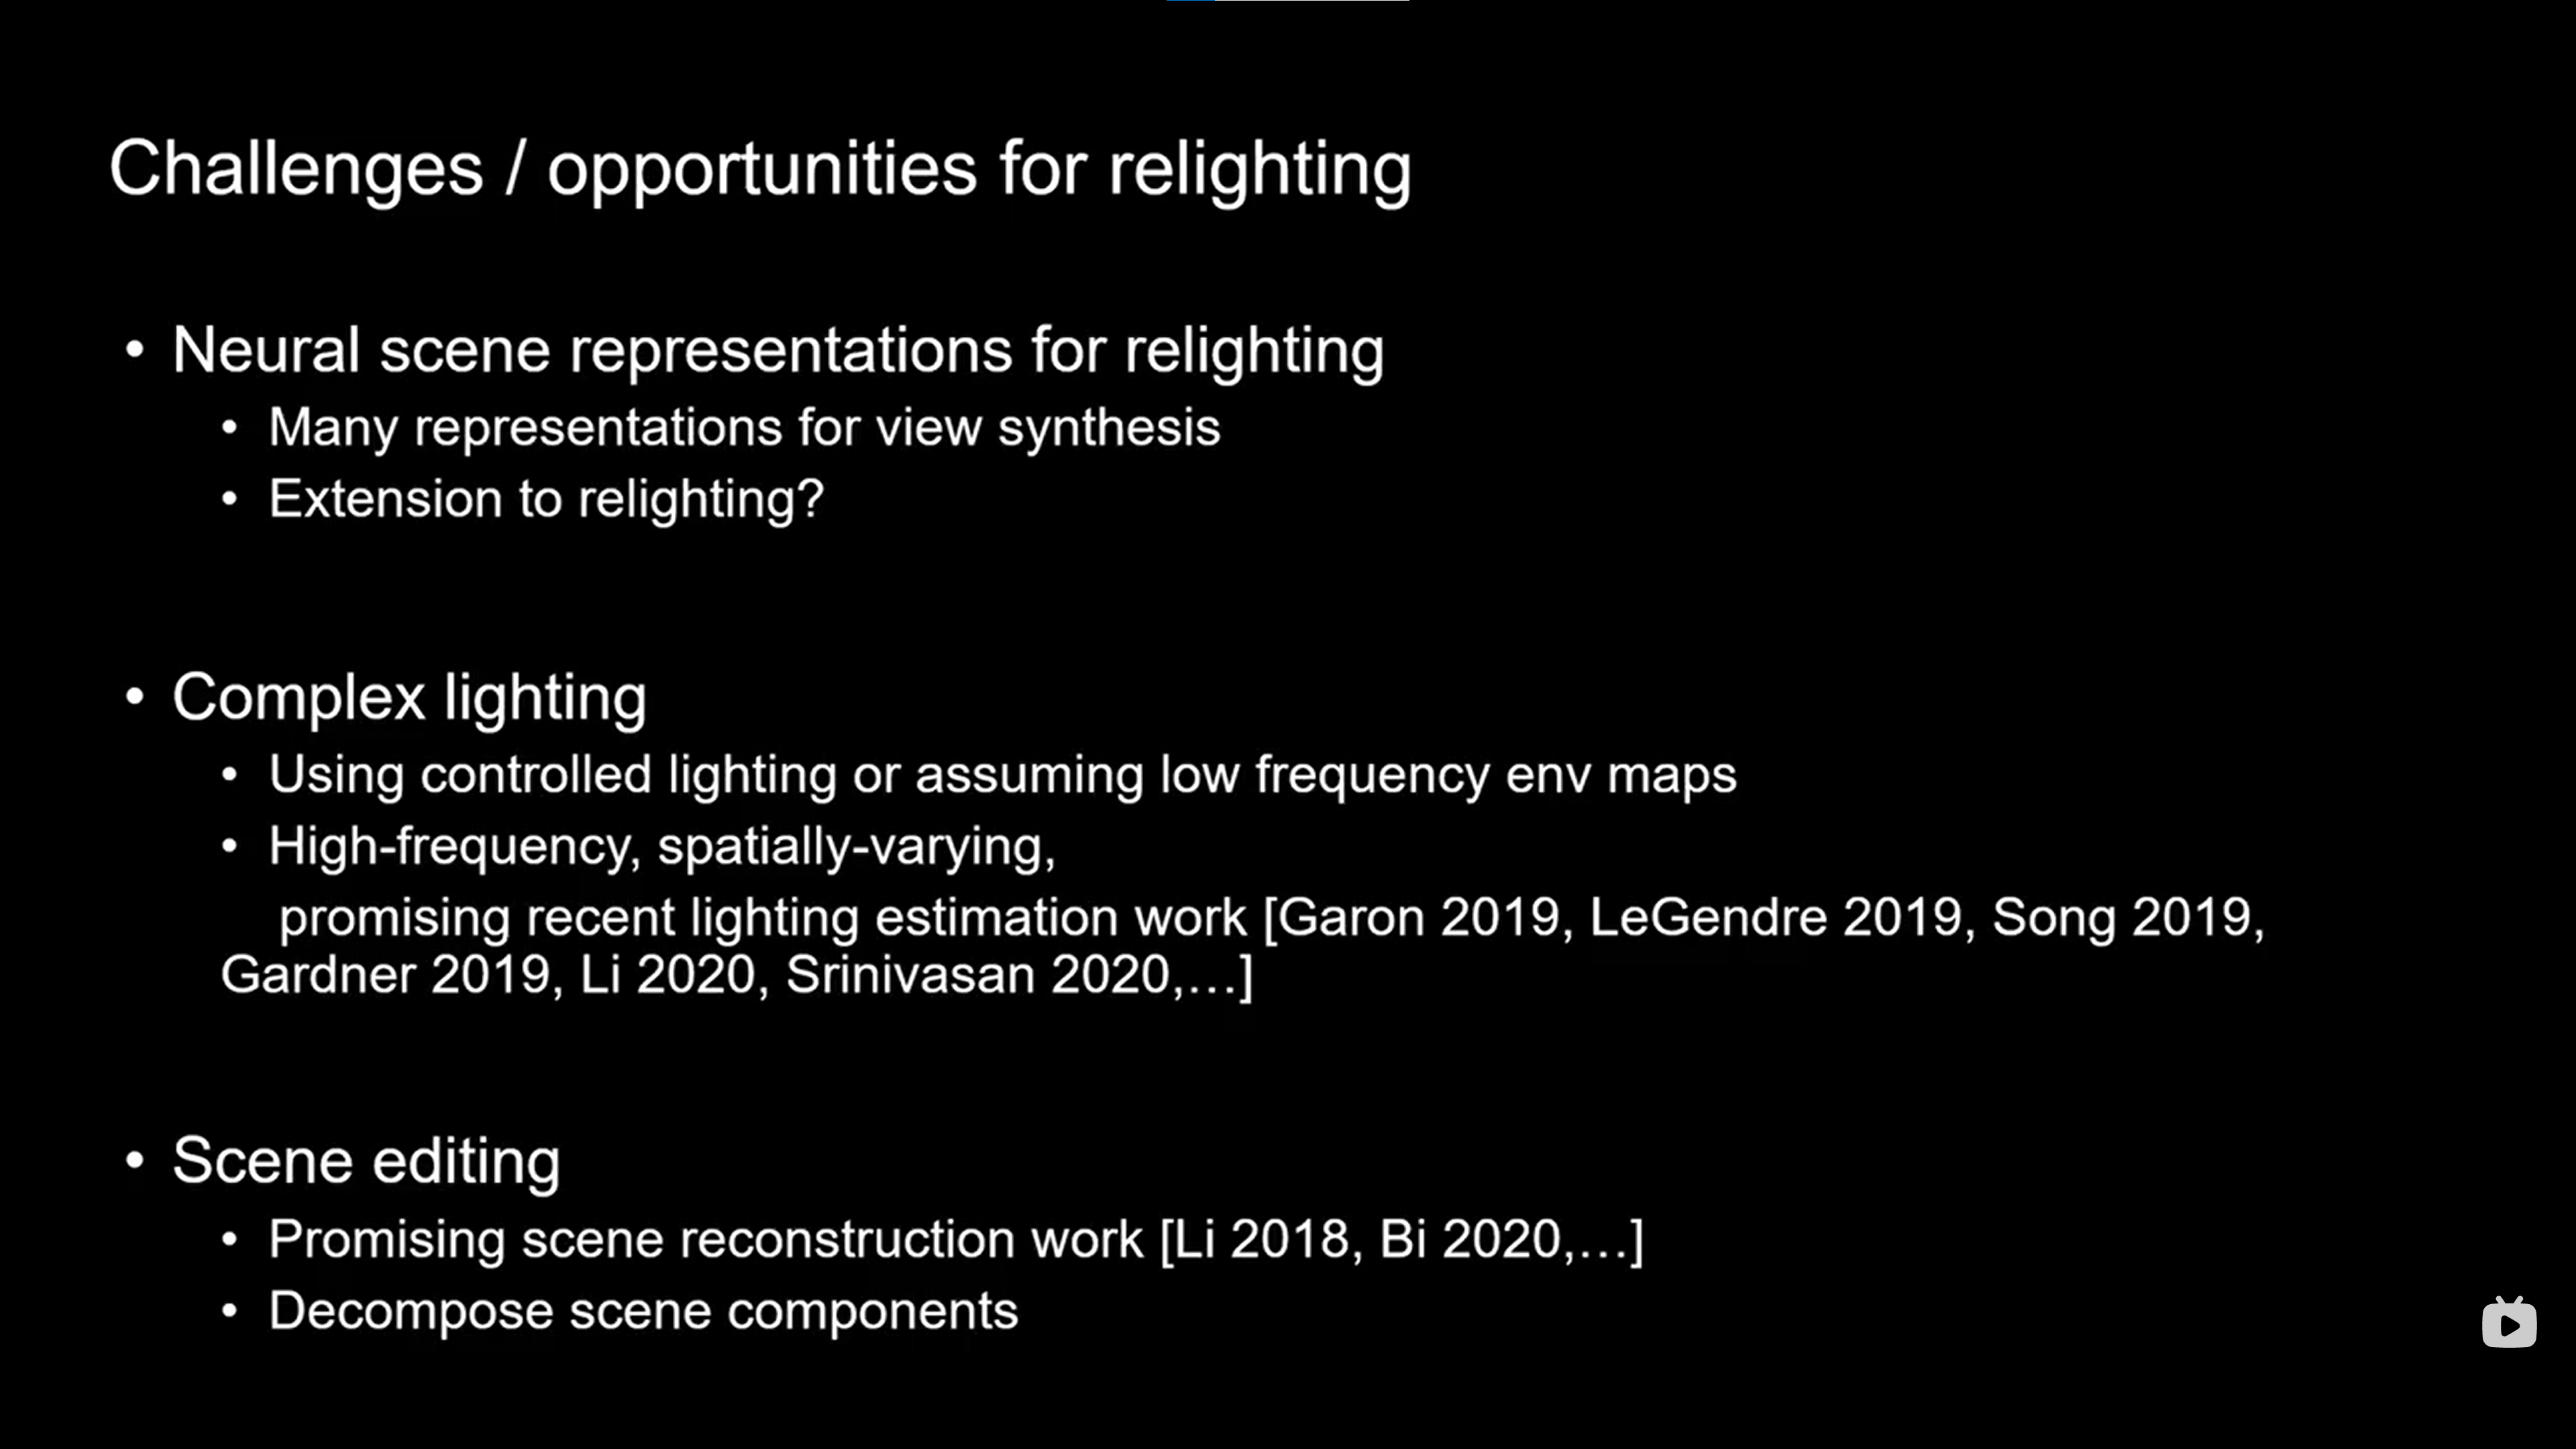 Challenges / opportunities for relighting
• Neural scene representations for relighting
• Many representations for view synthesis
• Extension to relighting?
• Complex lighting
• Using controlled lighting or assuming low frequency env maps
• High-frequency, spatially-varying,
promising recent lighting estimation work [Garon 2019, LeGendre 2019, Song 2019,
Gardner 2019, Li 2020, Srinivasan 2020,…]
• Scene editing
• Promising scene reconstruction work [Li 2018, Bi 2020,…]
• Decompose scene components